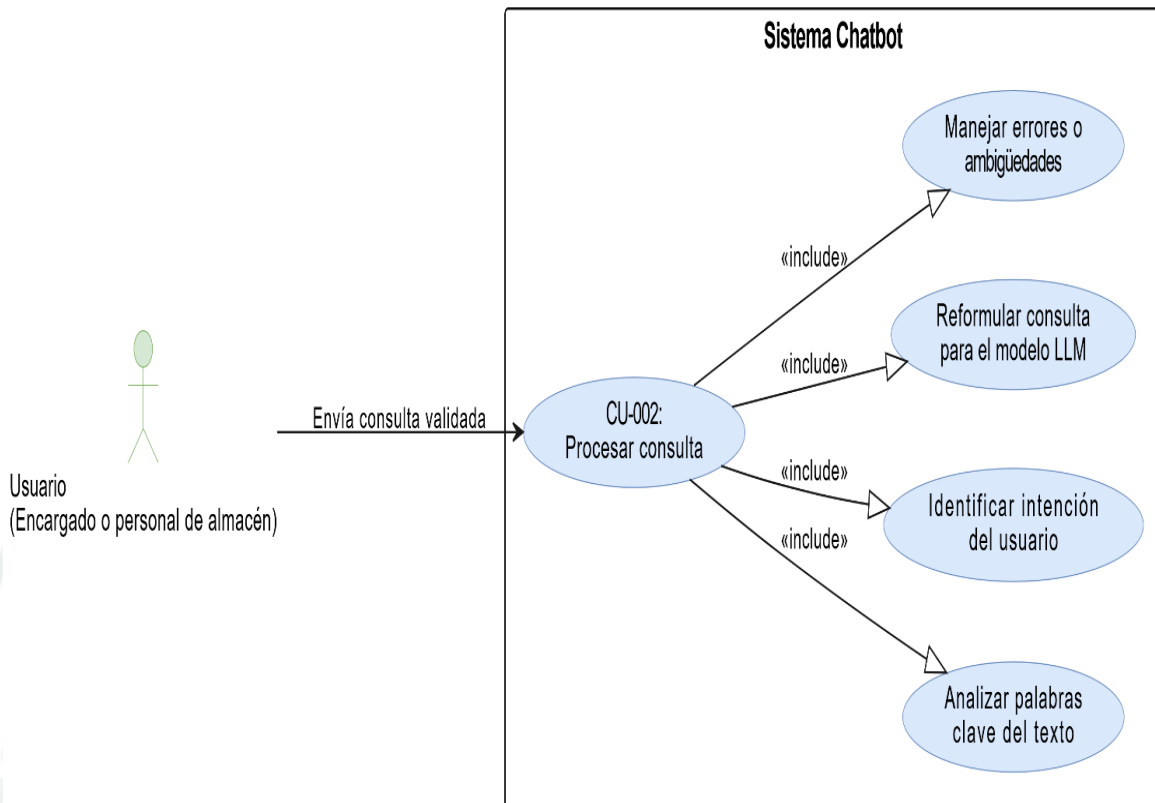 Sistema Chatbot
Manejar errores o
ambigüedades
«include»
Reformular consulta
para el modelo LLM
«include»
CU-002:
Procesar consulta
Envía consulta validada
«include»
Identificar intención
del usuario
«include»
Usuario
(Encargado o personal de almacén)
Analizar palabras
clave del texto